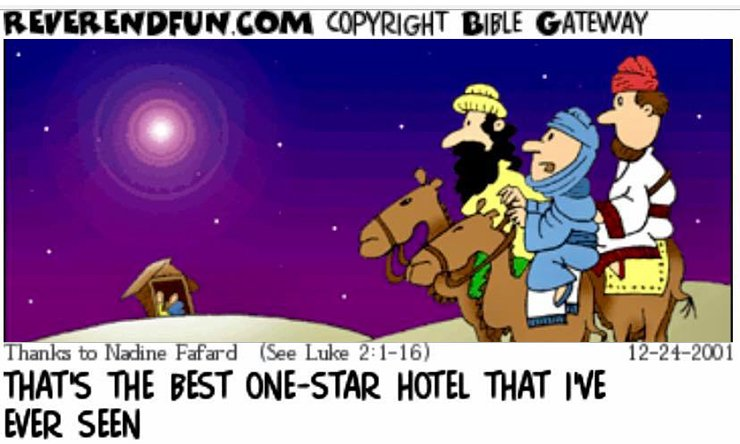 REVERENDFUN.COM COPYRIGHT BIBLE GATEWAY
Thanks to Nadine Fafard (See Luke 2:1-16) 12-24-2001
THAT'S THE BEST ONE-STAR HOTEL THAT I'VE
EVER SEEN